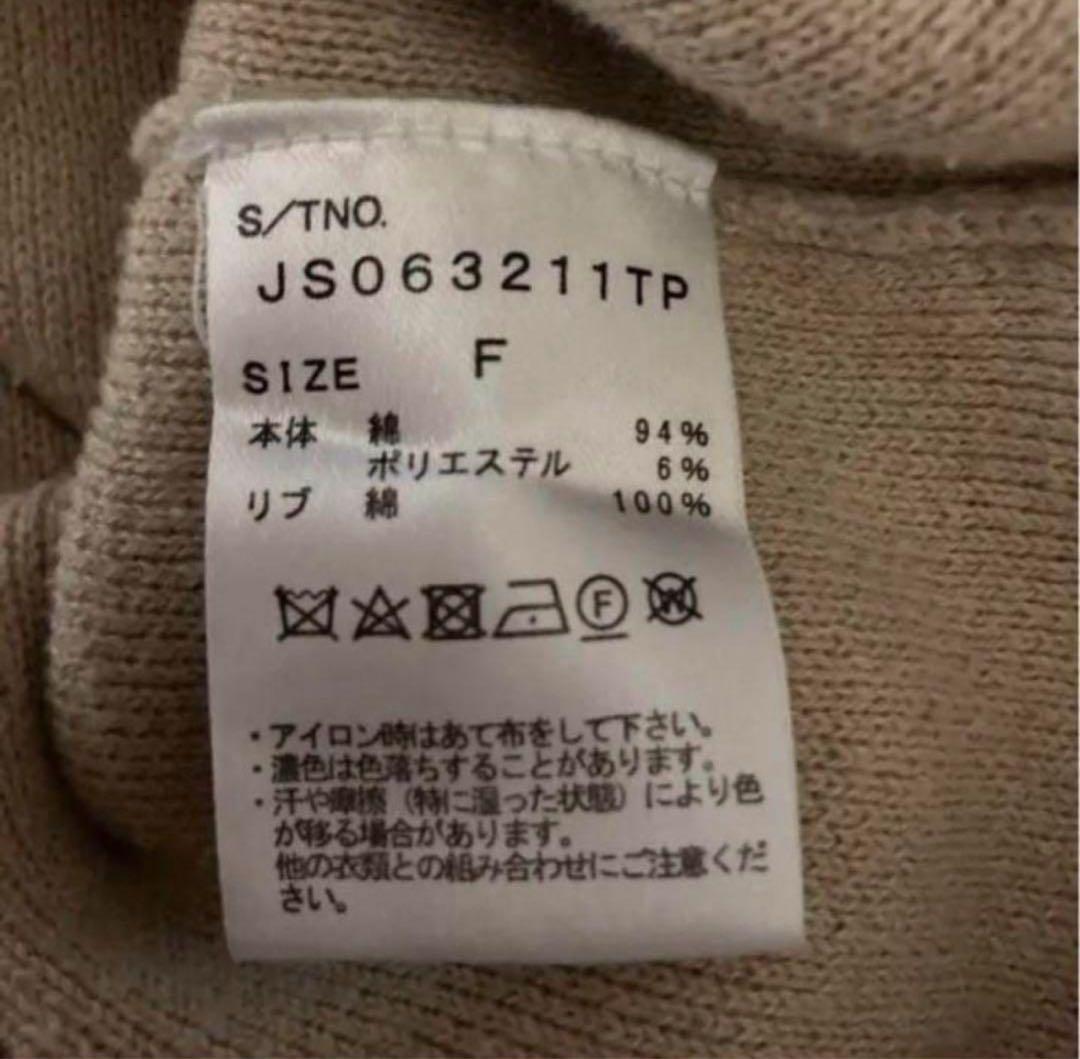 S/TNO.
JS063211TP
SIZE F
本体 綿 94%
ポリエステル 6%
リブ 綿 100%
F W
・アイロン時はあて布をして下さい。
・濃色は色落ちすることがあります。
・汗や摩擦（特に湿った状態）により色
が移る場合があります。
他の衣類との組み合わせにご注意くだ
さい。